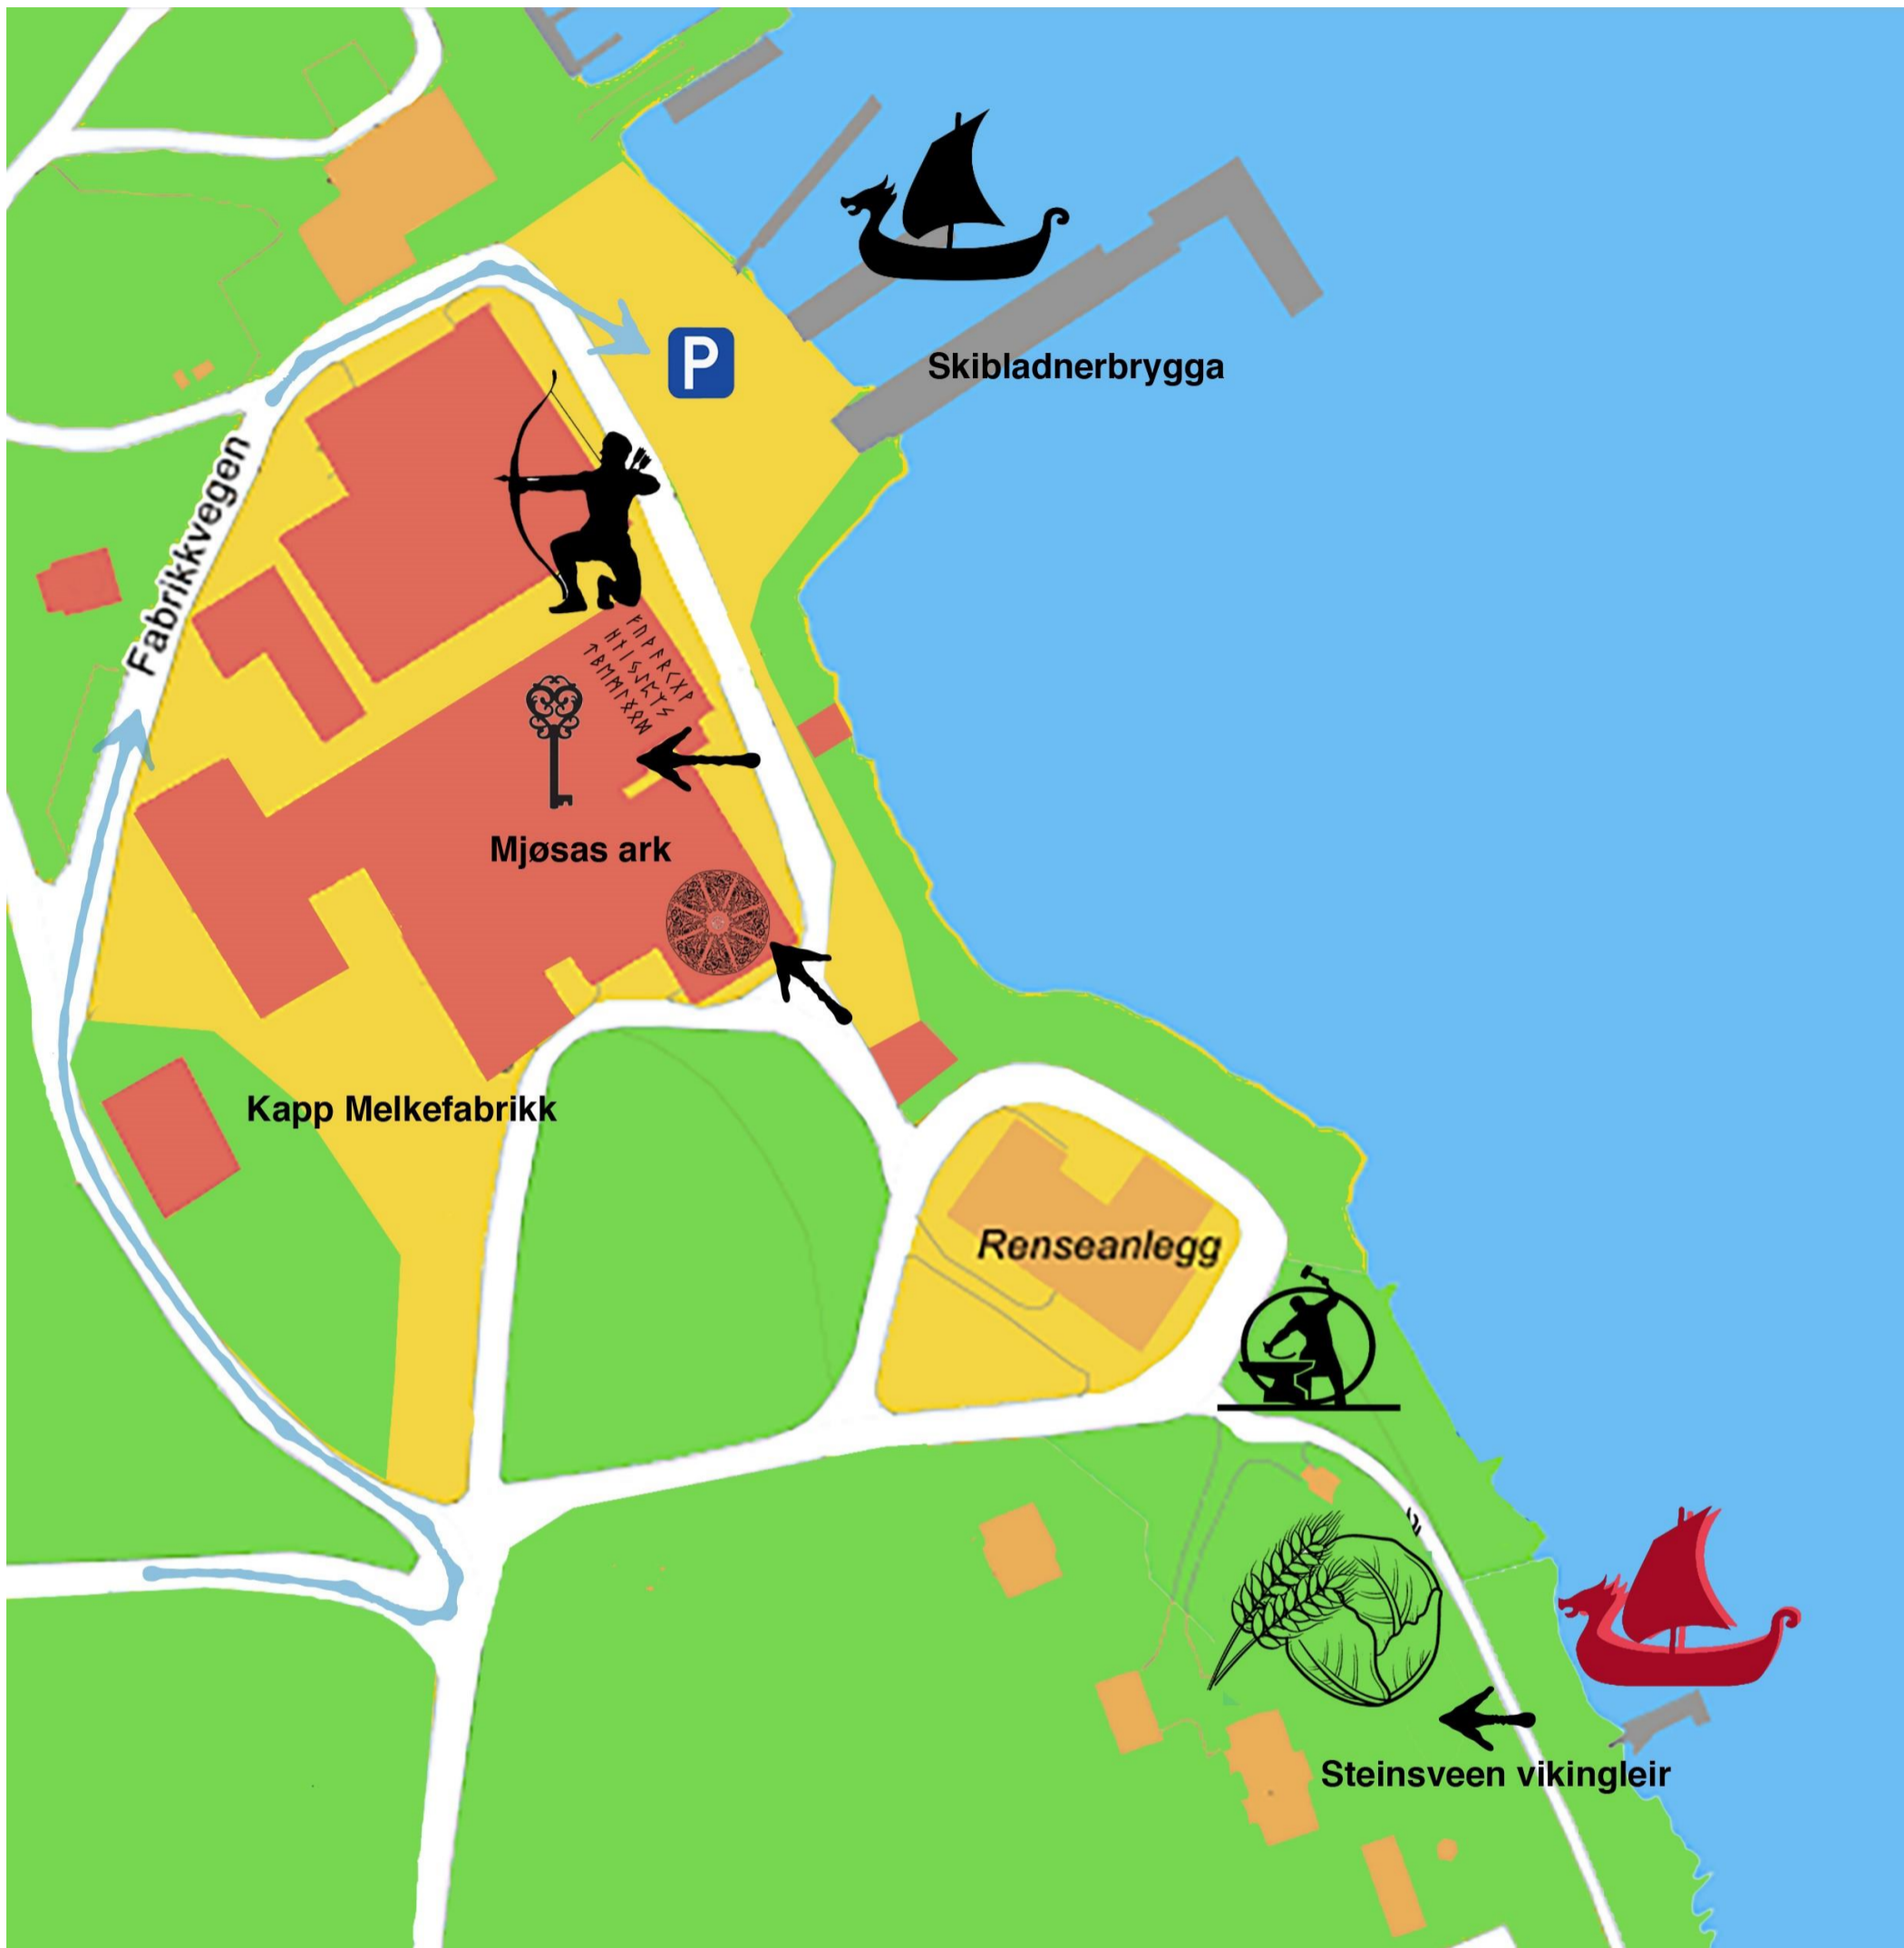 P
Skibladnerbrygga
Fabrikkvegen
ᚠ ᚢ ᚦ ᚨ ᚱ ᚲ ᚷ ᚹ
ᚺ ᚾ ᛁ ᛃ ᛇ ᛈ ᛉ ᛊ
ᛏ ᛒ ᛖ ᛗ ᛚ ᛜ ᛟ ᛞ
Mjøsas ark
Kapp Melkefabrikk
Renseanlegg
Steinsveen vikingleir